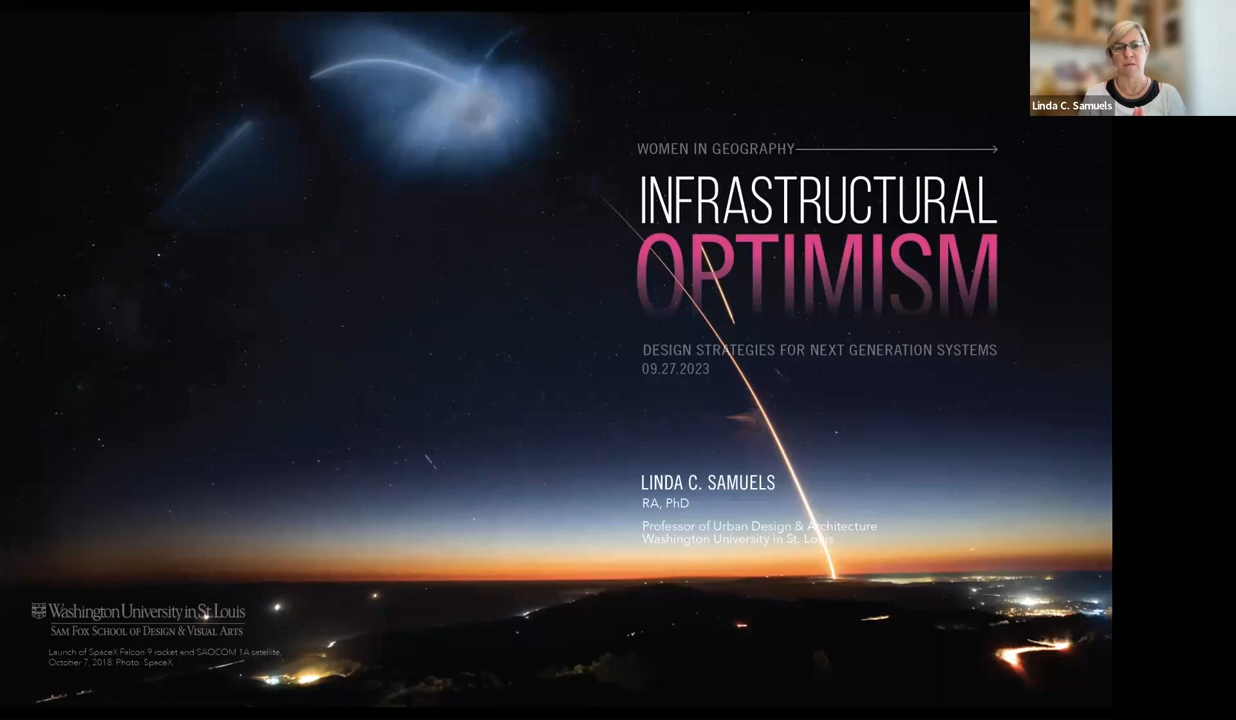 Linda C. Samuels
WOMEN IN GEOGRAPHY
INFRASTRUCTURAL
OPTIMISM
DESIGN STRATEGIES FOR NEXT GENERATION SYSTEMS
09.27.2023
LINDA C. SAMUELS
RA, PhD
Professor of Urban Design & Architecture
Washington University in St. Louis
Washington University in St. Louis
SAM FOX SCHOOL OF DESIGN & VISUAL ARTS
Launch of SpaceX Falcon 9 rocket and SAOCOM 1A satellite,
October 7, 2018. Photo: SpaceX.